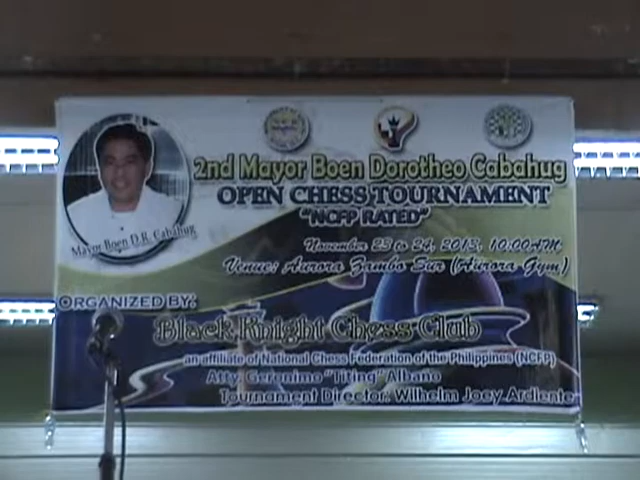 2nd Mayor Boen Dorotheo Cabahug
OPEN CHESS TOURNAMENT
"NCFP RATED"
Mayor Boen D.R. Cabahug
November 23 to 26, 2013, 10:00AM
Venue: Aurora Zambo Sur (Aurora Gym)
ORGANIZED BY:
Black Knight Chess Club
an affiliate of National Chess Federation of the Philippines (NCFP)
Atty Geronimo "Titing" Albaño
Tournament Director: Wilhelm Joey Ardiente